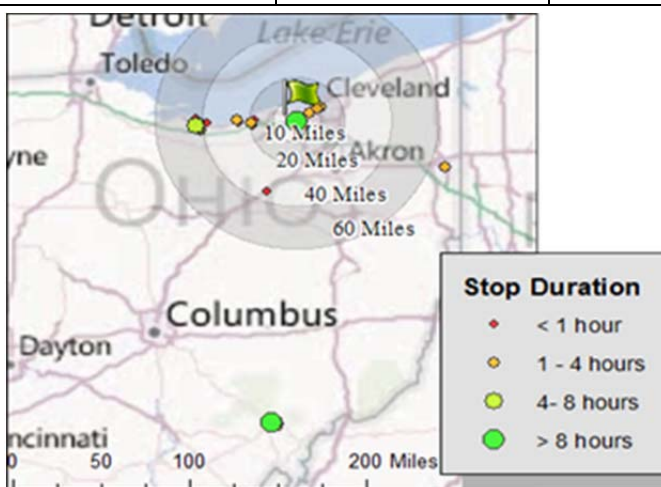 Detroit
Lake Erie
Toledo
Cleveland
10 Miles
yne
20 Miles
Akron
OHIO
40 Miles
60 Miles
Columbus
Dayton
ncinnati
0 50 100 200 Miles
Stop Duration
< 1 hour
1 - 4 hours
4- 8 hours
> 8 hours